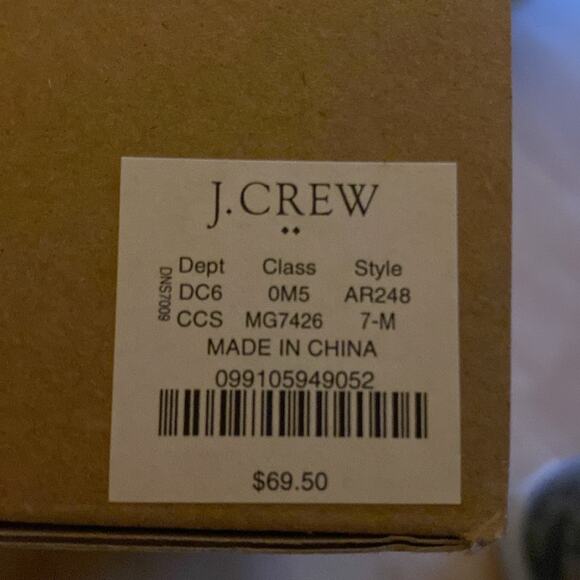 J.CREW
Dept Class Style
DC6 0M5 AR248
CCS MG7426 7-M
DNS7009
MADE IN CHINA
099105949052
$69.50